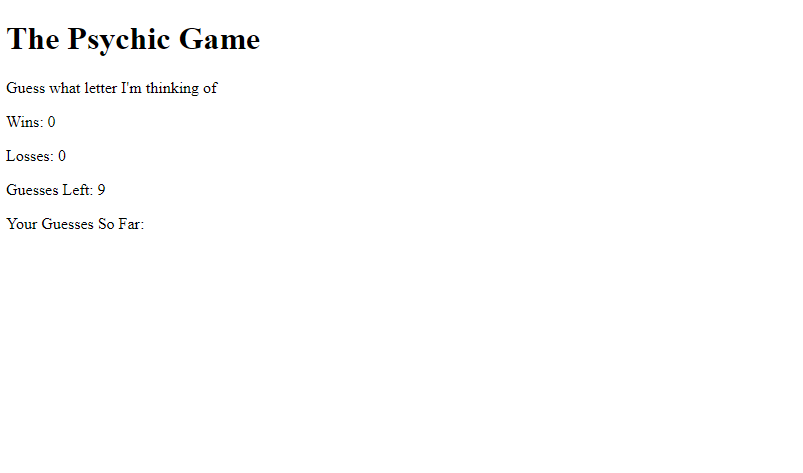 The Psychic Game
Guess what letter I'm thinking of
Wins: 0
Losses: 0
Guesses Left: 9
Your Guesses So Far: